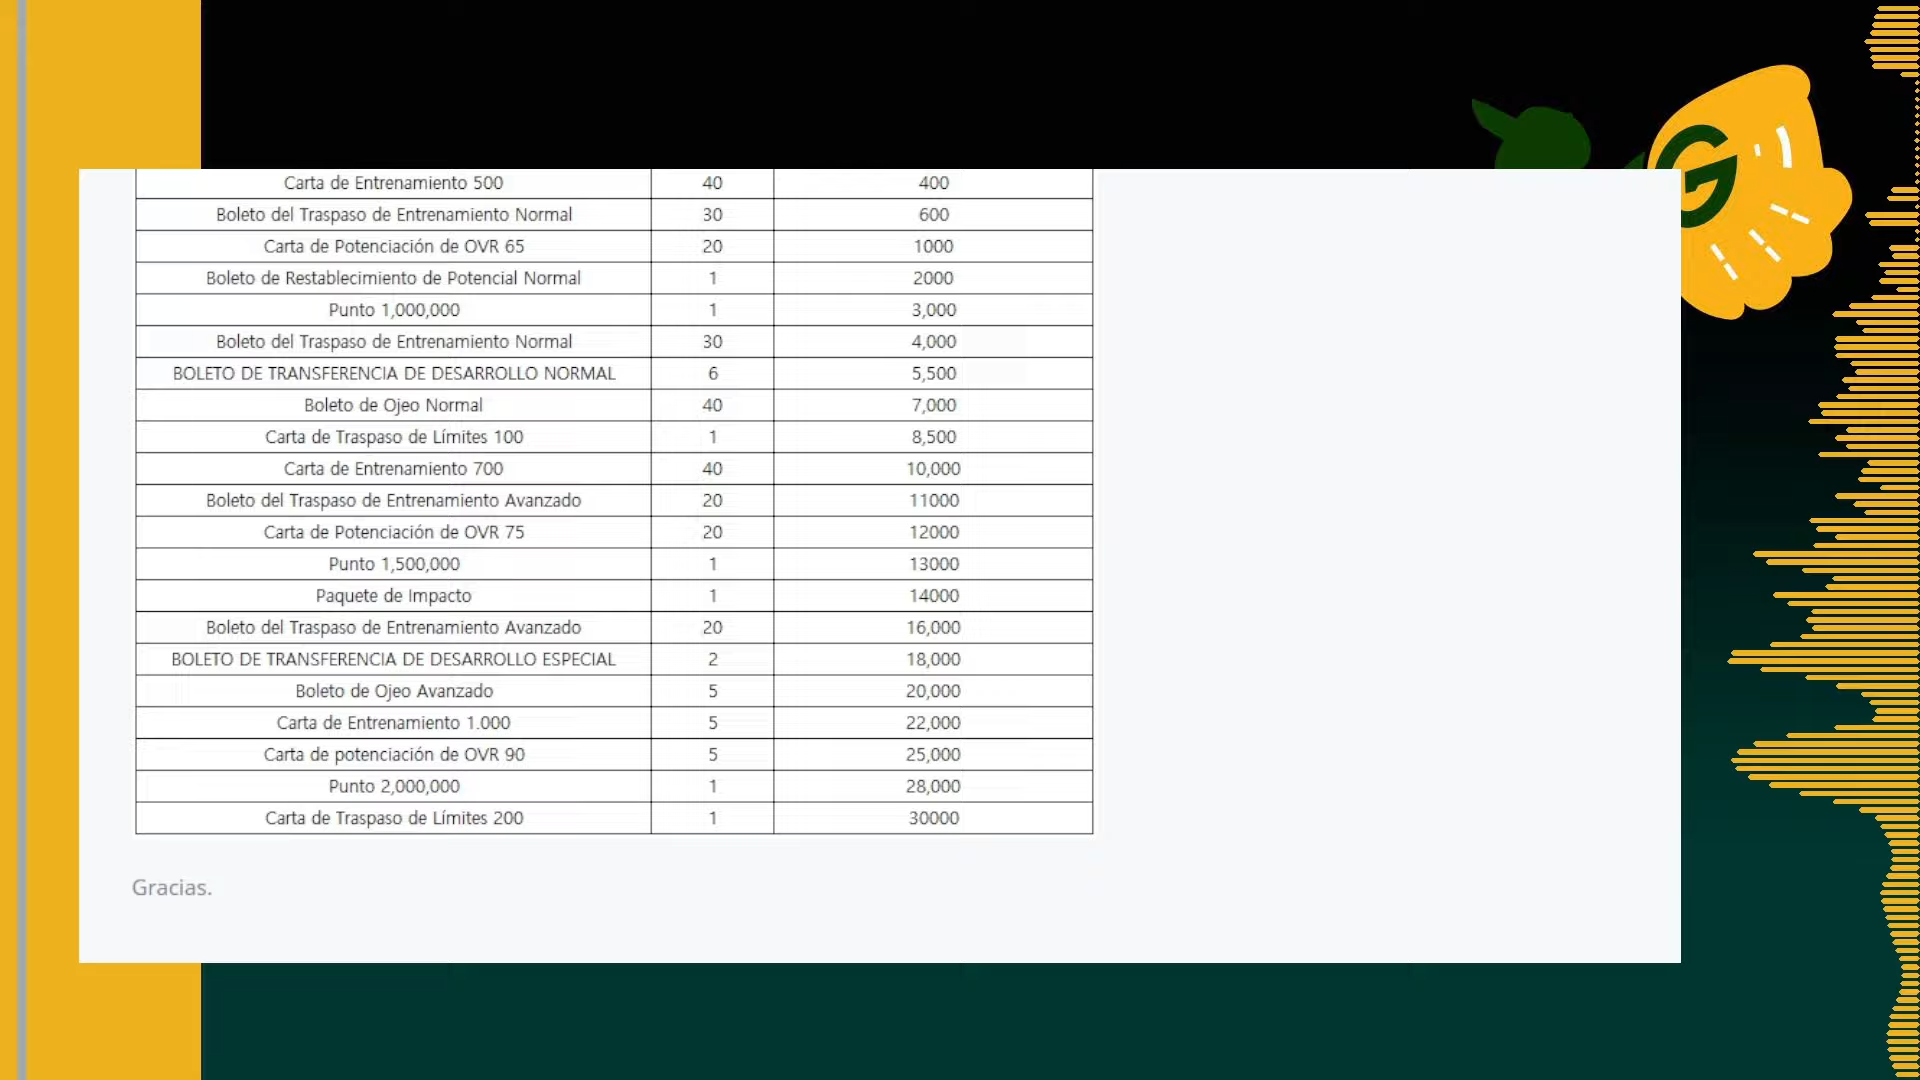 Carta de Entrenamiento 500 40 400
Boleto del Traspaso de Entrenamiento Normal 30 600
Carta de Potenciación de OVR 65 20 1000
Boleto de Restablecimiento de Potencial Normal 1 2000
Punto 1,000,000 1 3,000
Boleto del Traspaso de Entrenamiento Normal 30 4,000
BOLETO DE TRANSFERENCIA DE DESARROLLO NORMAL 6 5,500
Boleto de Ojeo Normal 40 7,000
Carta de Traspaso de Límites 100 1 8,500
Carta de Entrenamiento 700 40 10,000
Boleto del Traspaso de Entrenamiento Avanzado 20 11000
Carta de Potenciación de OVR 75 20 12000
Punto 1,500,000 1 13000
Paquete de Impacto 1 14000
Boleto del Traspaso de Entrenamiento Avanzado 20 16,000
BOLETO DE TRANSFERENCIA DE DESARROLLO ESPECIAL 2 18,000
Boleto de Ojeo Avanzado 5 20,000
Carta de Entrenamiento 1.000 5 22,000
Carta de potenciación de OVR 90 5 25,000
Punto 2,000,000 1 28,000
Carta de Traspaso de Límites 200 1 30000
Gracias.
G